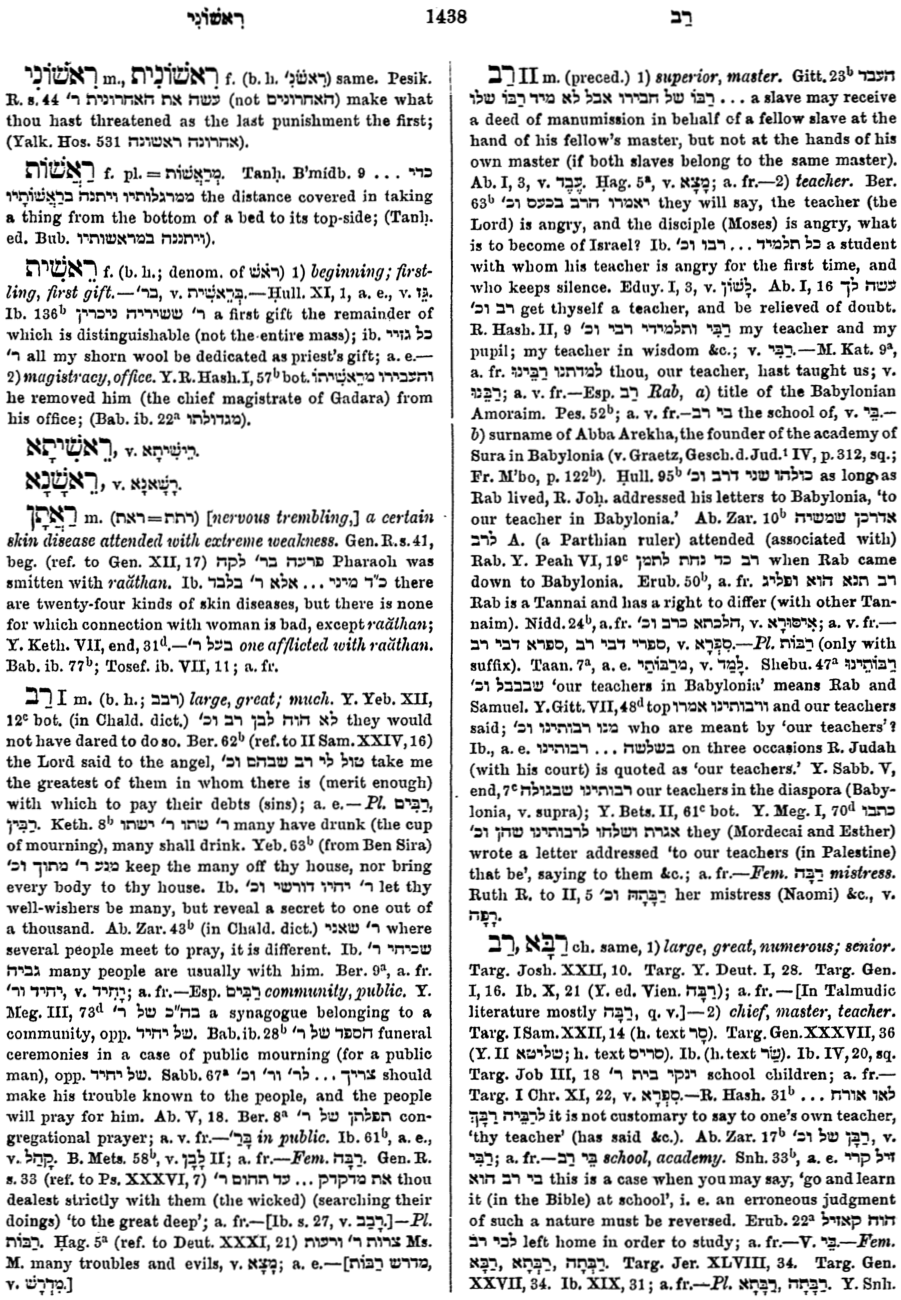 רִאשׁוֹנִי 1438 רַב
רִאשׁוֹנִי m., רִאשׁוֹנִית f. (b. h. רִאשֹׁנִ׳) same. Pesik.
R. s. 44 עשה את האחרונית ר׳ (not האחרונים) make what
thou hast threatened as the last punishment the first;
(Yalk. Hos. 531 אחרונה ראשונה).
רַאֲשׁוֹת f. pl. = מְרַאֲשׁוֹת. Tanḥ. B'midb. 9 כדי ...
ממרגלותיו ויתנה בראשׁוֹתָיו the distance covered in taking
a thing from the bottom of a bed to its top-side; (Tanḥ.
ed. Bub. ויתננה במראשותיו).
רֵאשִׁית f. (b. h.; denom. of רֹאשׁ) 1) beginning; first-
ling, first gift.—בר׳, v. בְּרֵאשִׁית.—Ḥull. XI, 1, a. e., v. גֵּז.
Ib. 136ᵇ ר׳ ששיריה ניכרין a first gift the remainder of
which is distinguishable (not the entire mass); ib. כל גזיי
ר׳ all my shorn wool be dedicated as priest's gift; a. e.—
2) magistracy, office. Y. R. Hash. I, 57ᵇ bot. והעבירו מראשִׁיתוֹ
he removed him (the chief magistrate of Gadara) from
his office; (Bab. ib. 22ᵃ מגדולתו).
רֵאשִׁיתָא, v. רֵישִׁיתָא.
רֵאשָׁנָא, v. רָשָׁאנָא.
רַאֲתָן m. (רתת=ראת) [nervous trembling,] a certain
skin disease attended with extreme weakness. Gen. R. s. 41,
beg. (ref. to Gen. XII, 17) פרעה בר׳ לקה Pharaoh was
smitten with raăthan. Ib. כ״ד מיני ... אלא ר׳ בלבד there
are twenty-four kinds of skin diseases, but there is none
for which connection with woman is bad, except raăthan;
Y. Keth. VII, end, 31ᵈ.—בעל ר׳ one afflicted with raăthan.
Bab. ib. 77ᵇ; Tosef. ib. VII, 11; a. fr.
רַב I m. (b. h.; רבב) large, great; much. Y. Yeb. XII,
12ᶜ bot. (in Chald. dict.) לא הוה לבן רב וכ׳ they would
not have dared to do so. Ber. 62ᵇ (ref. to II Sam. XXIV, 16)
the Lord said to the angel, טול לי רב שבהם וכ׳ take me
the greatest of them in whom there is (merit enough)
with which to pay their debts (sins); a. e.—Pl. רַבִּים,
רַבִּין. Keth. 8ᵇ ר׳ שתו ר׳ ישתו many have drunk (the cup
of mourning), many shall drink. Yeb. 63ᵇ (from Ben Sira)
מנע ר׳ מתוך וכ׳ keep the many off thy house, nor bring
every body to thy house. Ib. ר׳ יהיו דורשי וכ׳ let thy
well-wishers be many, but reveal a secret to one out of
a thousand. Ab. Zar. 43ᵇ (in Chald. dict.) ר׳ שאני where
several people meet to pray, it is different. Ib. ר׳ שכיחי
גביה many people are usually with him. Ber. 9ᵃ, a. fr.
יחיד ור׳, v. יָחִיד; a. fr.—Esp. רַבִּים community, public. Y.
Meg. III, 73ᵈ בה״כ של ר׳ a synagogue belonging to a
community, opp. של יחיד. Bab. ib. 28ᵇ הספד של ר׳ funeral
ceremonies in a case of public mourning (for a public
man), opp. של יחיד. Sabb. 67ᵃ צריך ... לר׳ ור׳ וכ׳ should
make his trouble known to the people, and the people
will pray for him. Ab. V, 18. Ber. 8ᵃ תפלתן של ר׳ con-
gregational prayer; a. v. fr.—בָּרַ׳ in public. Ib. 61ᵇ, a. e.,
v. קָהַל. B. Mets. 58ᵇ, v. לָבָן II; a. fr.—Fem. רַבָּה. Gen. R.
s. 33 (ref. to Ps. XXXVI, 7) את מדקדק ... עד תהום ר׳ thou
dealest strictly with them (the wicked) (searching their
doings) 'to the great deep'; a. fr.—[Ib. s. 27, v. רָבַב.]—Pl.
רַבּוֹת. Ḥag. 5ᵃ (ref. to Deut. XXXI, 21) צרות ר׳ ורעות Ms.
M. many troubles and evils, v. מָצָא; a. e.—[מדרש רַבּוֹת,
v. מִדְרָשׁ.]
רַב II m. (preced.) 1) superior, master. Gitt. 23ᵇ העבד
... רַבּוֹ של חבירו אבל לא מיד רַבּוֹ שלו a slave may receive
a deed of manumission in behalf of a fellow slave at the
hand of his fellow's master, but not at the hands of his
own master (if both slaves belong to the same master).
Ab. I, 3, v. עֶבֶד. Ḥag. 5ᵃ, v. מָצָא; a. fr.—2) teacher. Ber.
63ᵇ יאמרו הרב בכעס וכ׳ they will say, the teacher (the
Lord) is angry, and the disciple (Moses) is angry, what
is to become of Israel? Ib. כל תלמיד ... רבו וכ׳ a student
with whom his teacher is angry for the first time, and
who keeps silence. Eduy. I, 3, v. לָשׁוֹן. Ab. I, 16 עשה לך
רב וכ׳ get thyself a teacher, and be relieved of doubt.
R. Hash. II, 9 רַבִּי ותלמידי רבי וכ׳ my teacher and my
pupil; my teacher in wisdom &c.; v. רַבִּי.—M. Kat. 9ᵃ,
a. fr. למדתנו רַבֵּינוּ thou, our teacher, hast taught us; v.
רַבֵּנוּ; a. v. fr.—Esp. רַב Rab, a) title of the Babylonian
Amoraim. Pes. 52ᵇ; a. v. fr.—בי רב the school of, v. בֵּי.—
b) surname of Abba Arekha, the founder of the academy of
Sura in Babylonia (v. Graetz, Gesch. d. Jud.¹ IV, p. 312, sq.;
Fr. M'bo, p. 122ᵇ). Ḥull. 95ᵇ כולהו שני דרב וכ׳ as long as
Rab lived, R. Joḥ. addressed his letters to Babylonia, 'to
our teacher in Babylonia.' Ab. Zar. 10ᵇ אדרכן שמשיה
לרב A. (a Parthian ruler) attended (associated with)
Rab. Y. Peah VI, 19ᶜ רב כד נחת לתמן when Rab came
down to Babylonia. Erub. 50ᵇ, a. fr. רב תנא הוא ופליג
Rab is a Tannai and has a right to differ (with other Tan-
naim). Nidd. 24ᵇ, a. fr. הלכתא כרב וכ׳, v. אִיסּוּרָא; a. v. fr.—
ספרי דבי רב, ספרא דבי רב, v. סִפְרָא.—Pl. רַבּוֹת (only with
suffix). Taan. 7ᵃ, a. e. מרבּוֹתַי, v. לָמַד. Shebu. 47ᵃ רַבּוֹתֵינוּ
שבבבל וכ׳ 'our teachers in Babylonia' means Rab and
Samuel. Y. Gitt. VII, 48ᵈ top ורבותינו אמרו and our teachers
said; מנו רבותינו וכ׳ who are meant by 'our teachers'?
Ib., a. e. בשלשה ... רבותינו on three occasions R. Judah
(with his court) is quoted as 'our teachers.' Y. Sabb. V,
end, 7ᶜ רבותינו שבגולה our teachers in the diaspora (Baby-
lonia, v. supra); Y. Bets. II, 61ᶜ bot. Y. Meg. I, 70ᵈ כתבו
אגרת ושלחו לרבותינו שהן וכ׳ they (Mordecai and Esther)
wrote a letter addressed 'to our teachers (in Palestine)
that be', saying to them &c.; a. fr.—Fem. רַבָּה mistress.
Ruth R. to II, 5 רַבָּתָהּ וכ׳ her mistress (Naomi) &c., v.
רָפָה.
רַבָּא, רַב ch. same, 1) large, great, numerous; senior.
Targ. Josh. XXII, 10. Targ. Y. Deut. I, 28. Targ. Gen.
I, 16. Ib. X, 21 (Y. ed. Vien. רַבָּה); a. fr.—[In Talmudic
literature mostly רַבָּה, q. v.]—2) chief, master, teacher.
Targ. I Sam. XXII, 14 (h. text סָר). Targ. Gen. XXXVII, 36
(Y. II שליטא; h. text סריס). Ib. (h. text שַׂר). Ib. IV, 20, sq.
Targ. Job III, 18 ינקי בית ר׳ school children; a. fr.—
Targ. I Chr. XI, 22, v. סִפְרָא.—R. Hash. 31ᵇ לאו אורח ...
לרַבֵּיה רַבָּךְ it is not customary to say to one's own teacher,
'thy teacher' (has said &c.). Ab. Zar. 17ᵇ רַבָּן של וכ׳, v.
רַבִּי; a. fr.—בֵּי רַב school, academy. Snh. 33ᵇ, a. e. זיל קרי
בי רב הוא this is a case when you may say, 'go and learn
it (in the Bible) at school', i. e. an erroneous judgment
of such a nature must be reversed. Erub. 22ᵃ הוה קאזיל
לבי רב left home in order to study; a. fr.—V. בֵּי.—Fem.
רַבָּתָה, רַבְּתָא, רַבָּא. Targ. Jer. XLVIII, 34. Targ. Gen.
XXVII, 34. Ib. XIX, 31; a. fr.—Pl. רַבָּתָה, רַבָּתָא. Y. Snh.